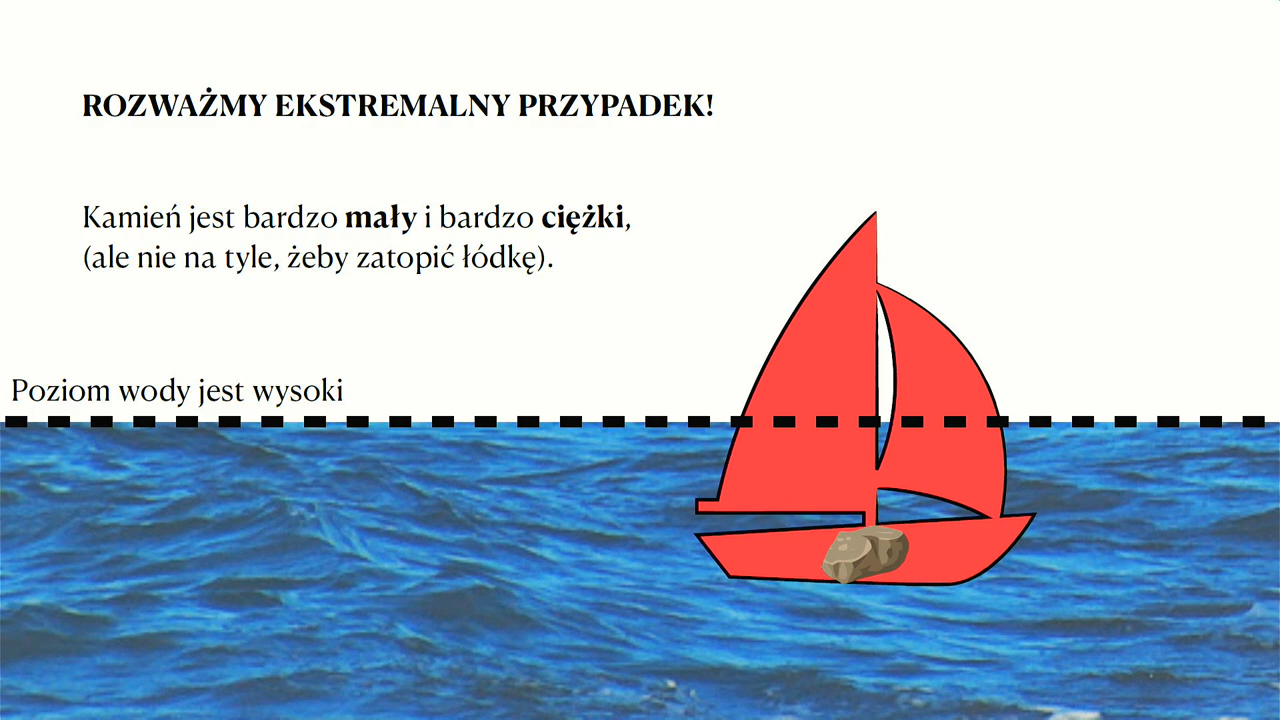 ROZWAŻMY EKSTREMALNY PRZYPADEK!
Kamień jest bardzo mały i bardzo ciężki,
(ale nie na tyle, żeby zatopić łódkę).
Poziom wody jest wysoki